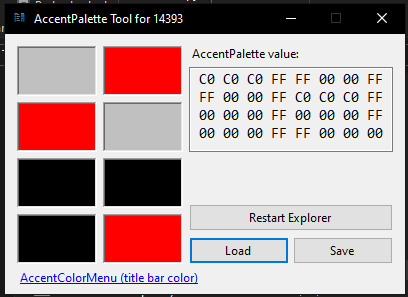 AccentPalette Tool for 14393
AccentPalette value:
C0 C0 C0 FF FF 00 00 FF
FF 00 00 FF C0 C0 C0 FF
00 00 00 FF 00 00 00 FF
00 00 00 FF FF 00 00 00
Restart Explorer
Load
Save
AccentColorMenu (title bar color)